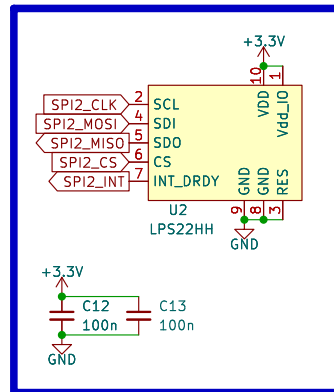 +3.3V
10
1
VDD
Vdd_IO
SPI2_CLK 2 SCL
SPI2_MOSI 4 SDI
SPI2_MISO 5 SDO
SPI2_CS 6 CS
SPI2_INT 7 INT_DRDY
GND
GND
RES
9
8
3
U2
LPS22HH
GND
+3.3V
C12
100n
C13
100n
GND